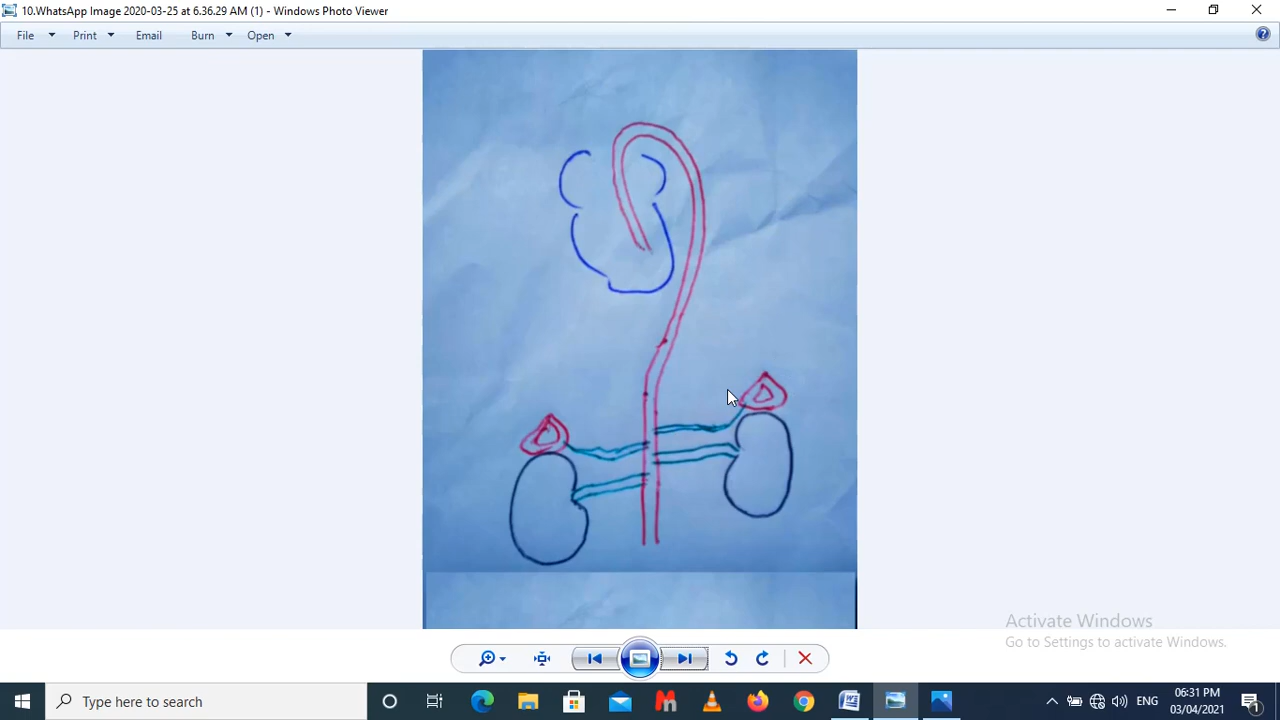 10.WhatsApp Image 2020-03-25 at 6.36.29 AM (1) - Windows Photo Viewer
File Print Email Burn Open
Activate Windows
Go to Settings to activate Windows.
Type here to search
ENG
06:31 PM
03/04/2021
1